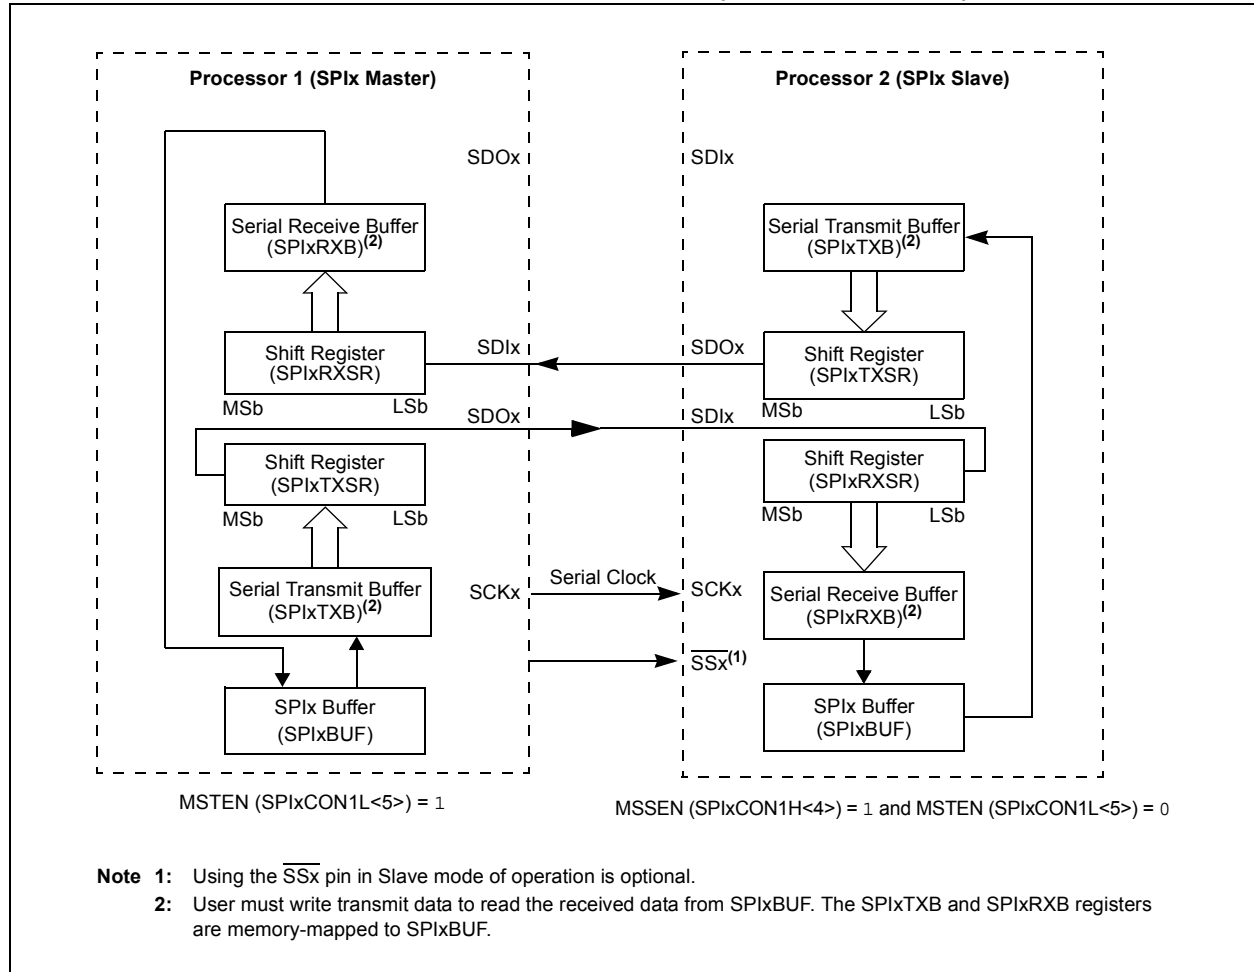 Processor 1 (SPIx Master)
SDOx
Serial Receive Buffer
(SPIxRXB)(2)
Shift Register
(SPIxRXSR)
SDIx
MSb
LSb
SDOx
Shift Register
(SPIxTXSR)
MSb
LSb
Serial Transmit Buffer
(SPIxTXB)(2)
SCKx
Serial Clock
SPIx Buffer
(SPIxBUF)
MSTEN (SPIxCON1L<5>) = 1
Processor 2 (SPIx Slave)
SDIx
Serial Transmit Buffer
(SPIxTXB)(2)
SDOx
Shift Register
(SPIxTXSR)
MSb
LSb
SDIx
Shift Register
(SPIxRXSR)
MSb
LSb
SCKx
Serial Receive Buffer
(SPIxRXB)(2)
SSx(1)
SPIx Buffer
(SPIxBUF)
MSSEN (SPIxCON1H<4>) = 1 and MSTEN (SPIxCON1L<5>) = 0
Note 1: Using the SSx pin in Slave mode of operation is optional.
2: User must write transmit data to read the received data from SPIxBUF. The SPIxTXB and SPIxRXB registers
are memory-mapped to SPIxBUF.